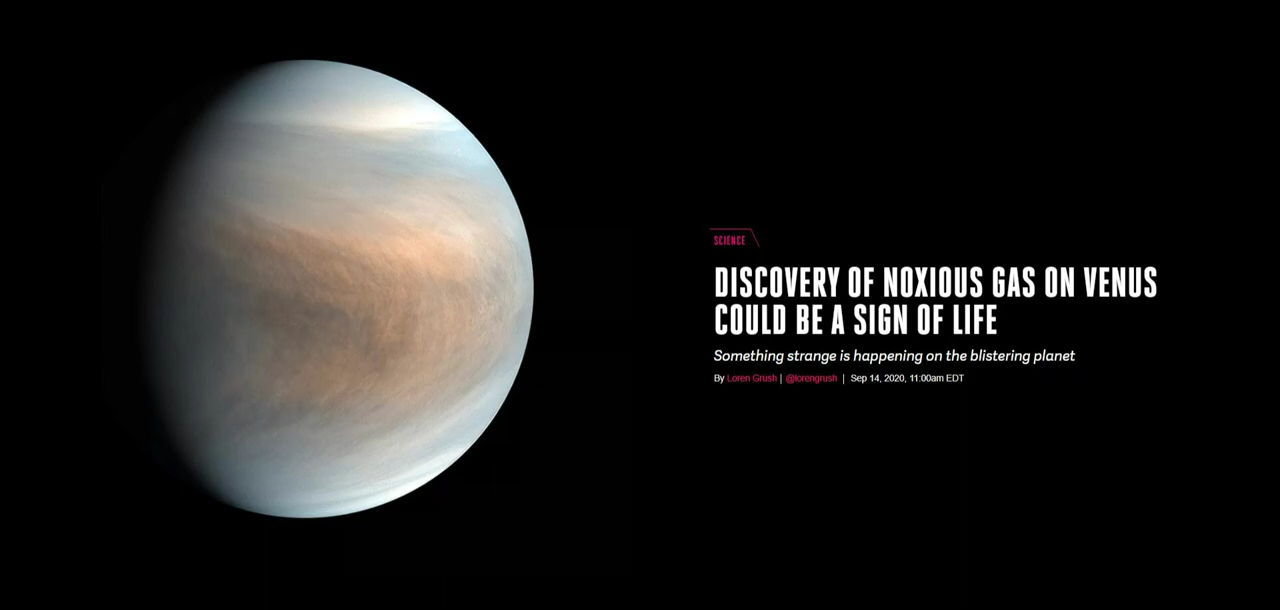 SCIENCE
DISCOVERY OF NOXIOUS GAS ON VENUS
COULD BE A SIGN OF LIFE
Something strange is happening on the blistering planet
By Loren Grush | @lorengrush | Sep 14, 2020, 11:00am EDT